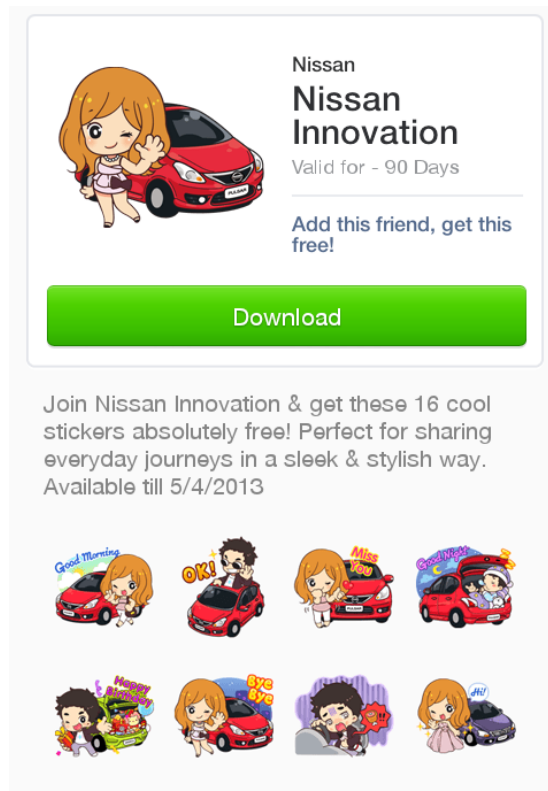 Nissan
Nissan
Innovation
Valid for - 90 Days
Add this friend, get this
free!
PULSAR
Download
Join Nissan Innovation & get these 16 cool
stickers absolutely free! Perfect for sharing
everyday journeys in a sleek & stylish way.
Available till 5/4/2013
Good Morning
OK!
Miss
You
Good Night
Happy
Birthday
Bye
Bye
Hi!